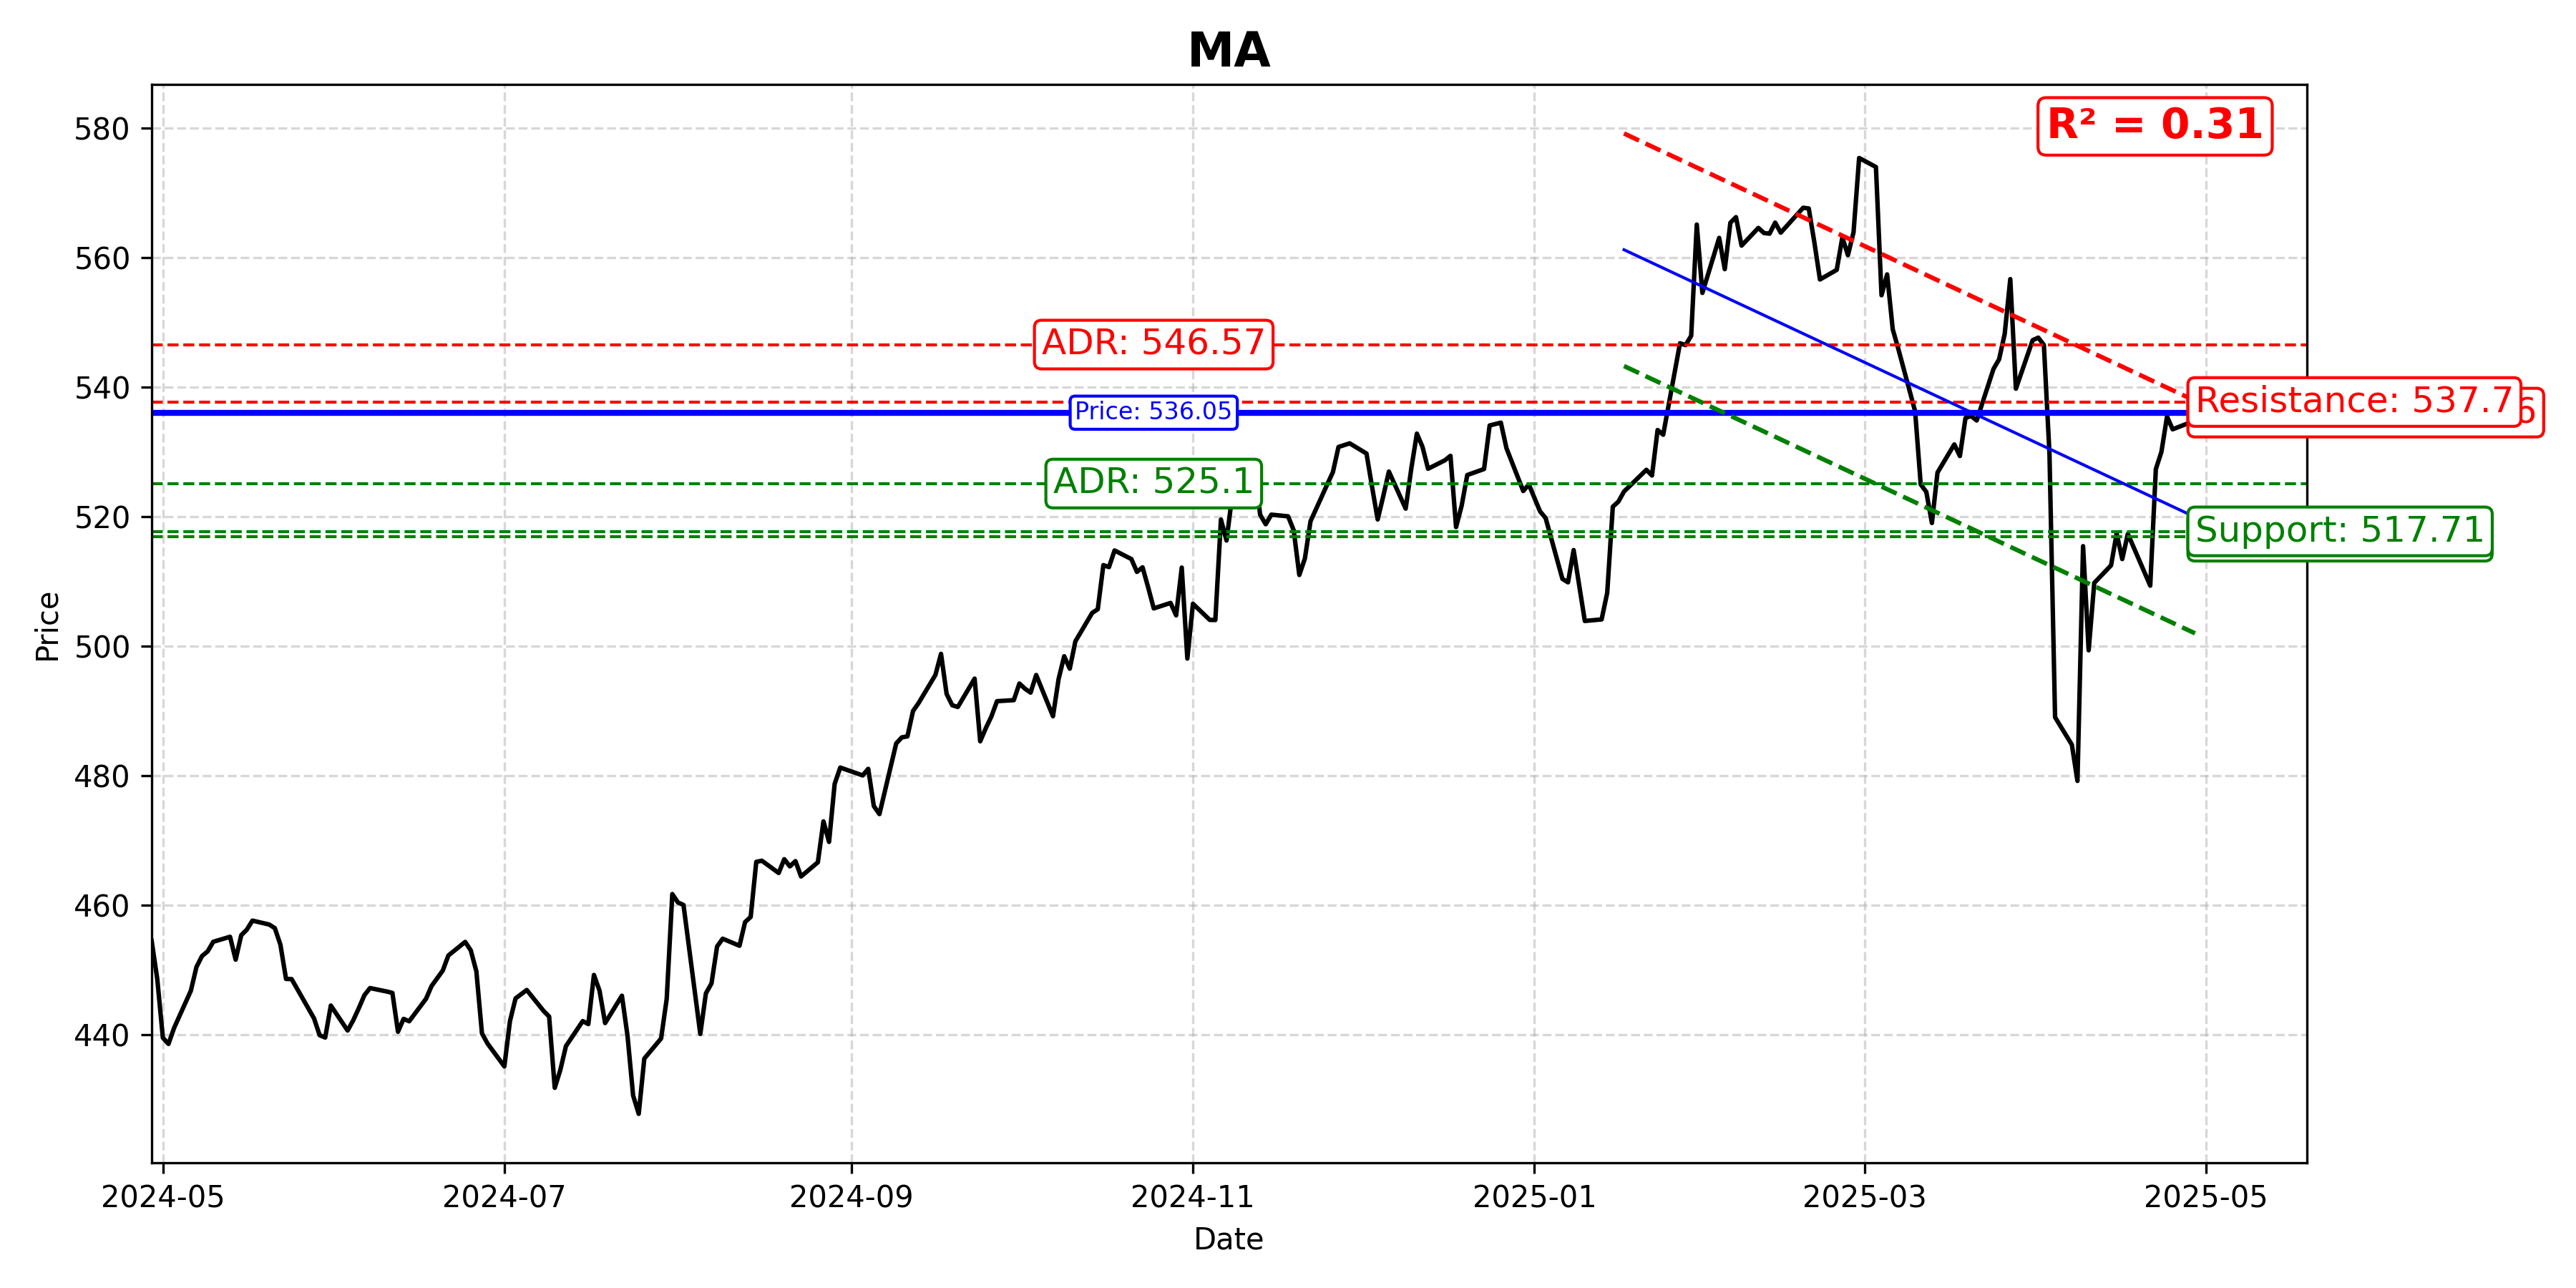 MA
R² = 0.31
580
560
540
520
500
480
460
440
Price
ADR: 546.57
Price: 536.05
ADR: 525.1
Resistance: 537.7
6
Support: 517.71
2024-05
2024-07
2024-09
2024-11
2025-01
2025-03
2025-05
Date